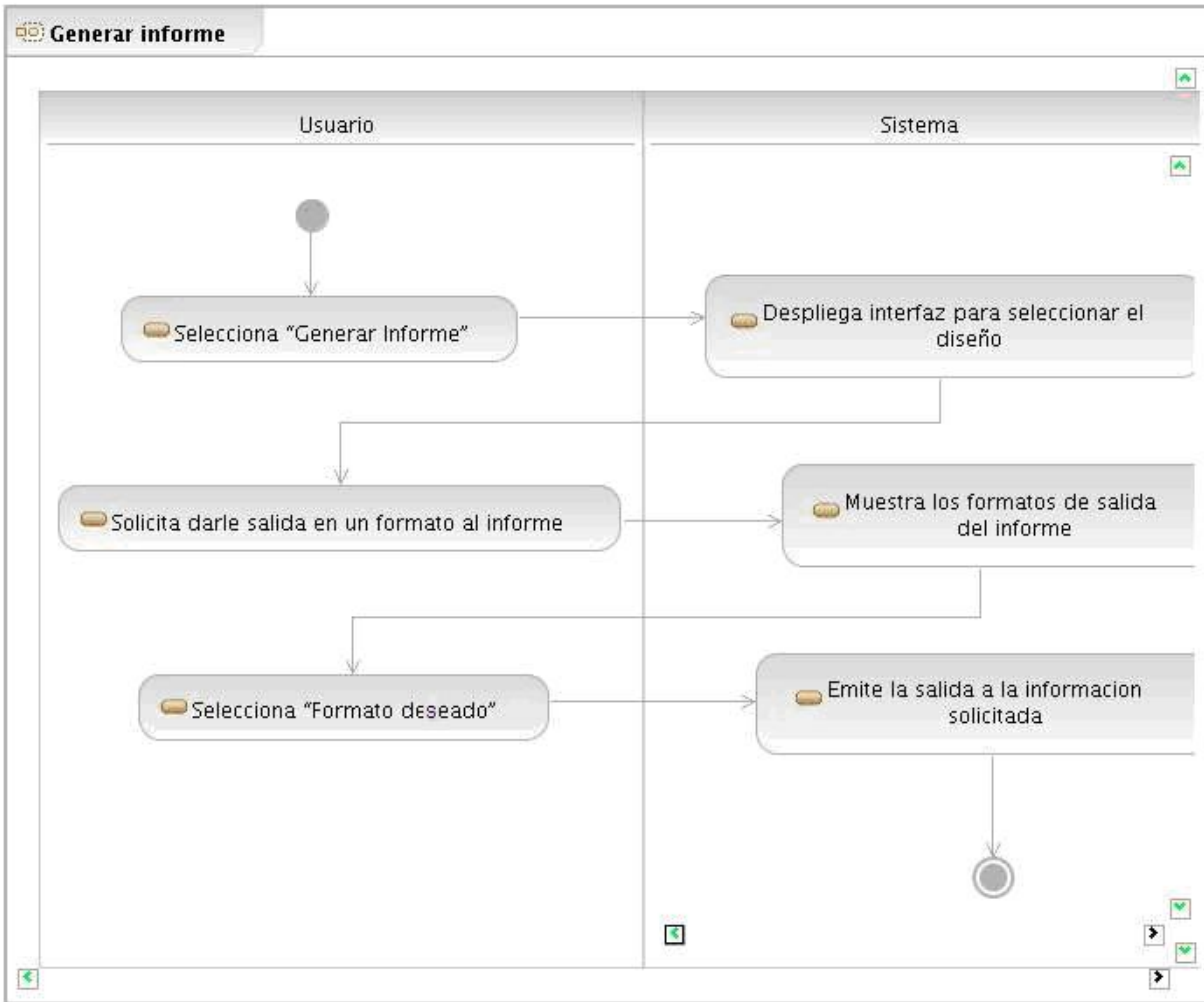 Generar informe
Usuario
Sistema
Selecciona “Generar Informe”
Despliega interfaz para seleccionar el
diseño
Solicita darle salida en un formato al informe
Muestra los formatos de salida
del informe
Selecciona “Formato deseado”
Emite la salida a la informacion
solicitada